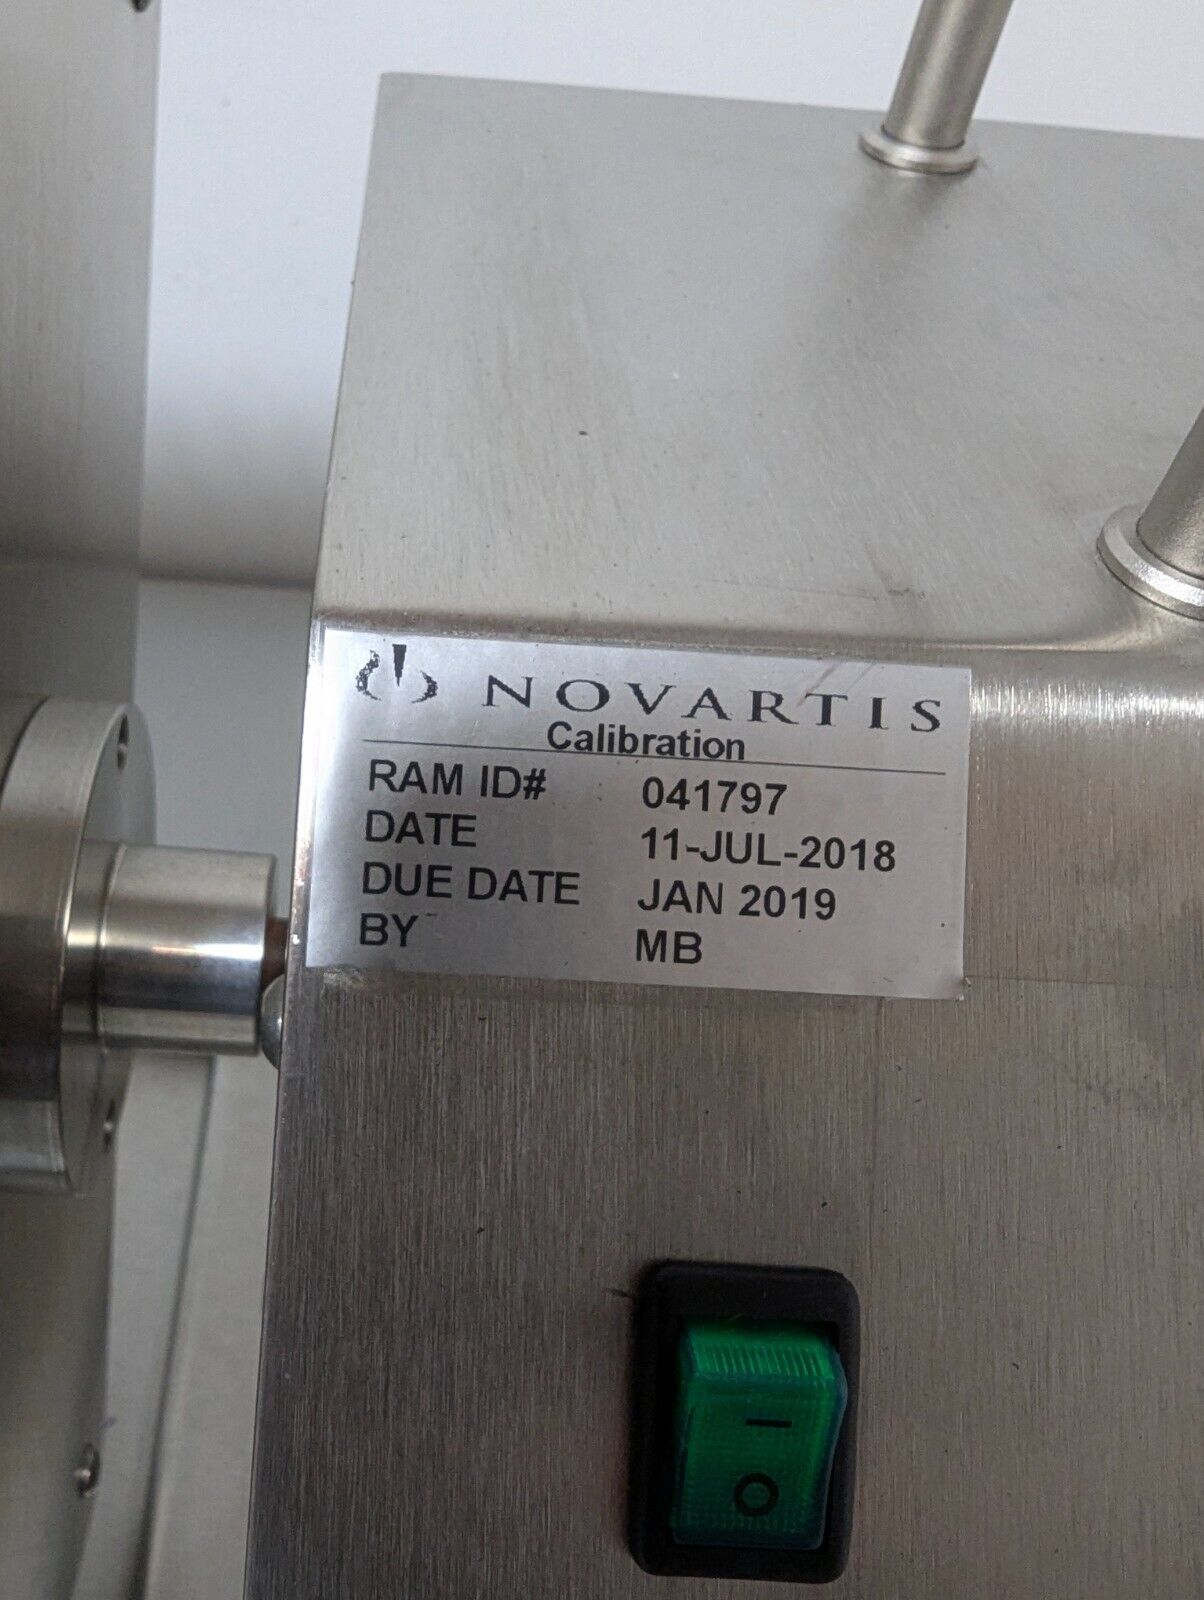 NOVARTIS
Calibration
RAM ID# 041797
DATE 11-JUL-2018
DUE DATE JAN 2019
BY MB
I
O